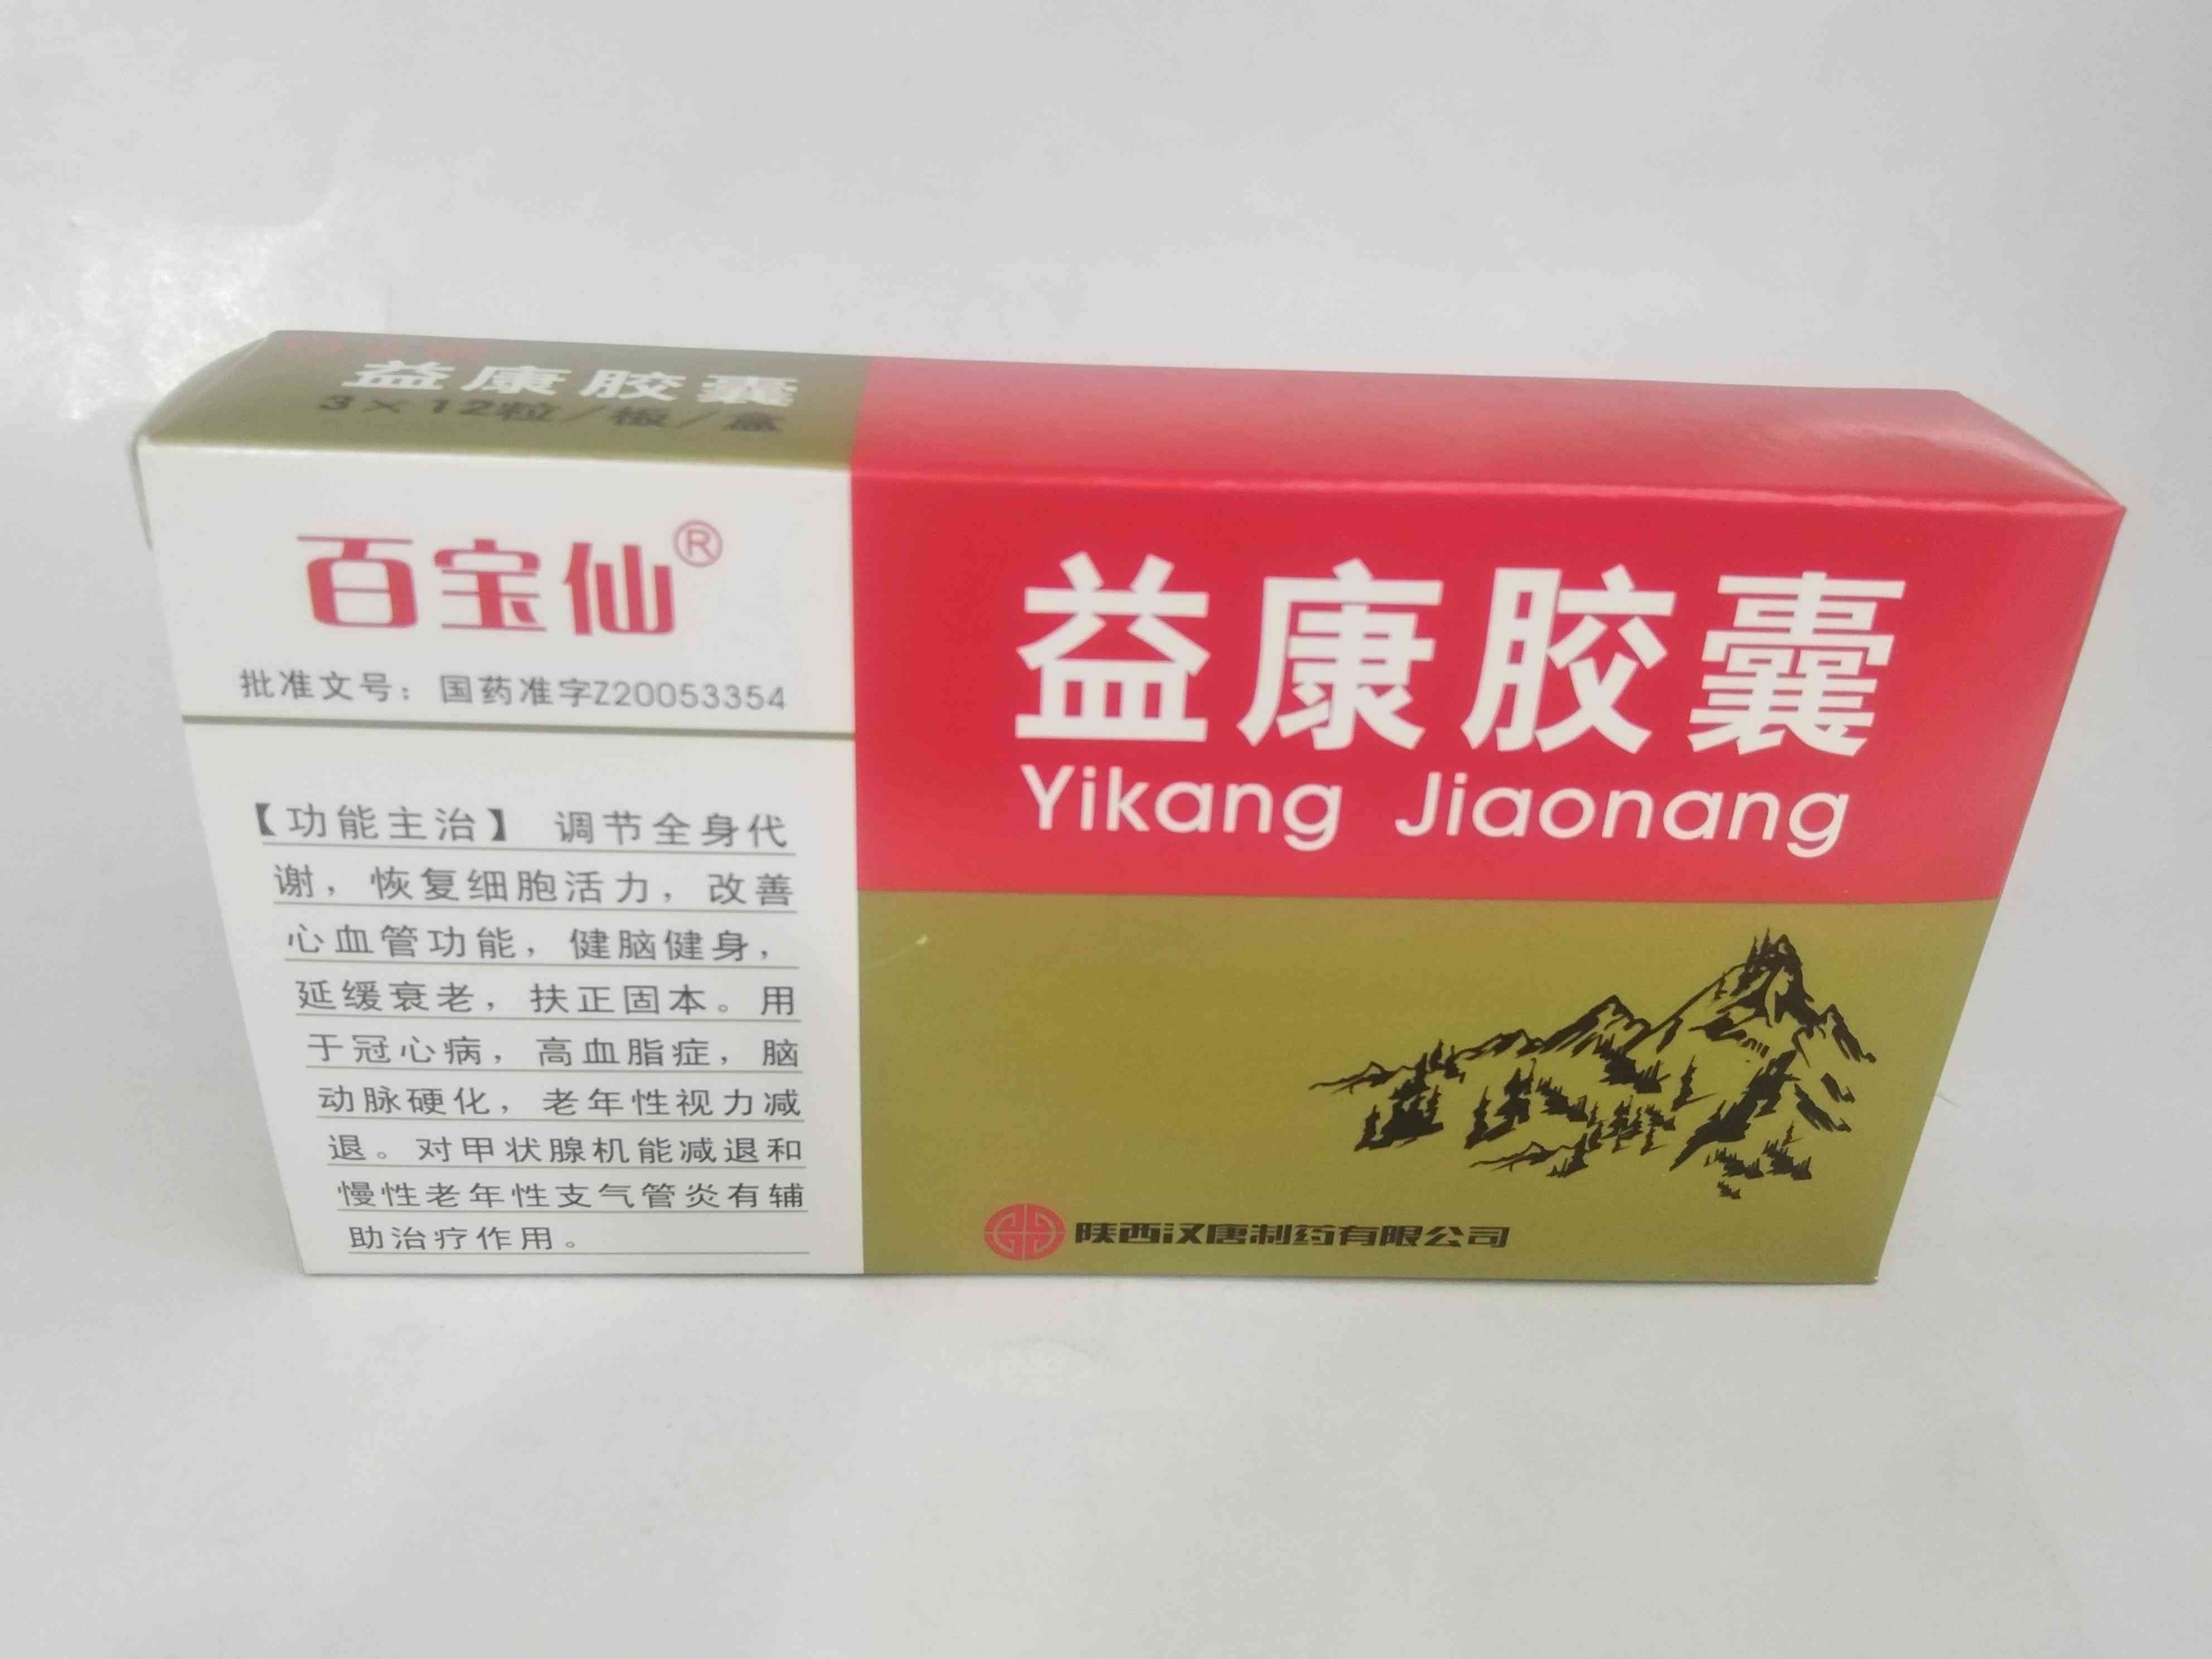 益康胶囊
3×12粒/板/盒
百宝仙®
批准文号：国药准字Z20053354
【功能主治】 调节全身代
谢，恢复细胞活力，改善
心血管功能，健脑健身，
延缓衰老，扶正固本。用
于冠心病，高血脂症，脑
动脉硬化，老年性视力减
退。对甲状腺机能减退和
慢性老年性支气管炎有辅
助治疗作用。
益康胶囊
Yikang Jiaonang
陕西汉唐制药有限公司